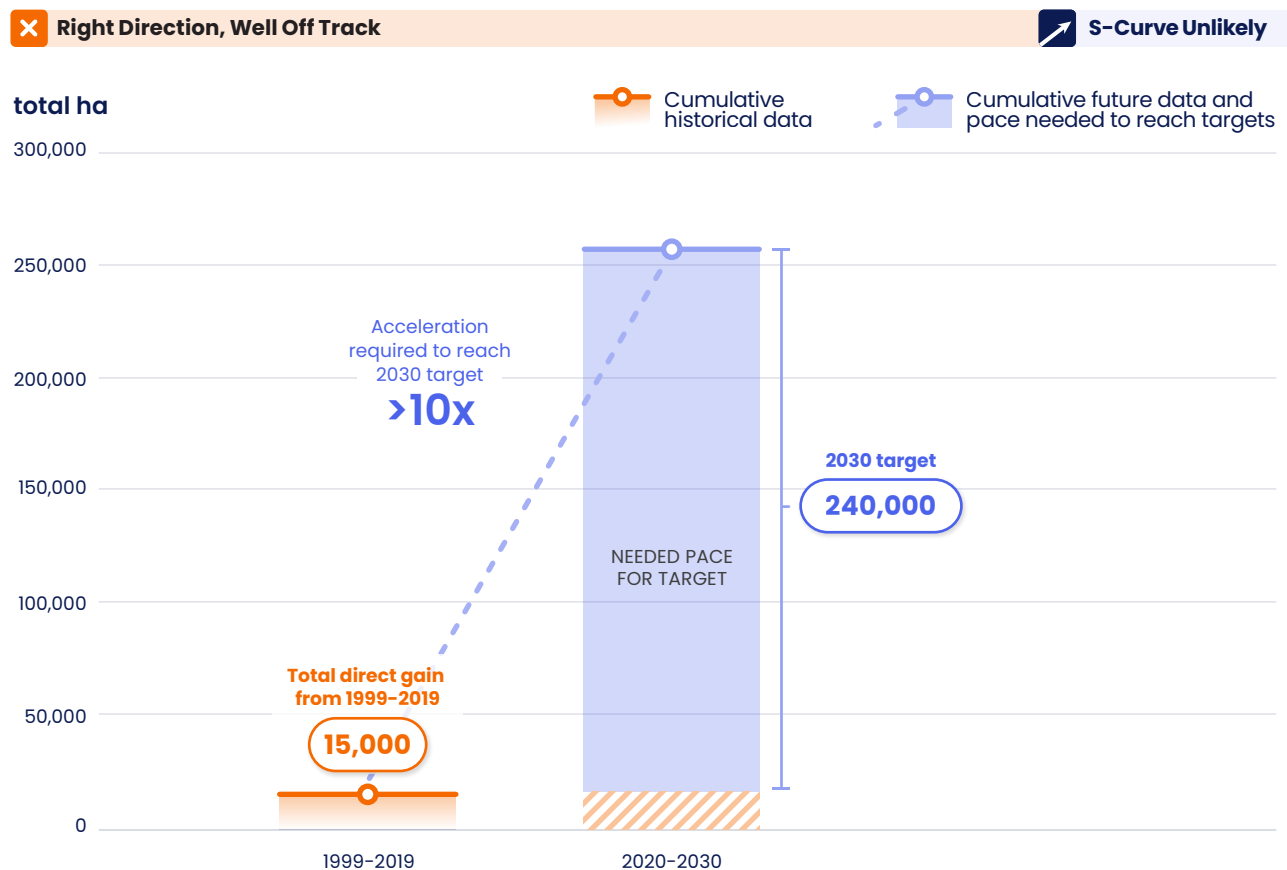 Right Direction, Well Off Track
S-Curve Unlikely
total ha
Cumulative
historical data
Cumulative future data and
pace needed to reach targets
300,000
250,000
200,000
150,000
100,000
50,000
0
Acceleration
required to reach
2030 target
>10x
2030 target
240,000
NEEDED PACE
FOR TARGET
Total direct gain
from 1999-2019
15,000
1999-2019
2020-2030